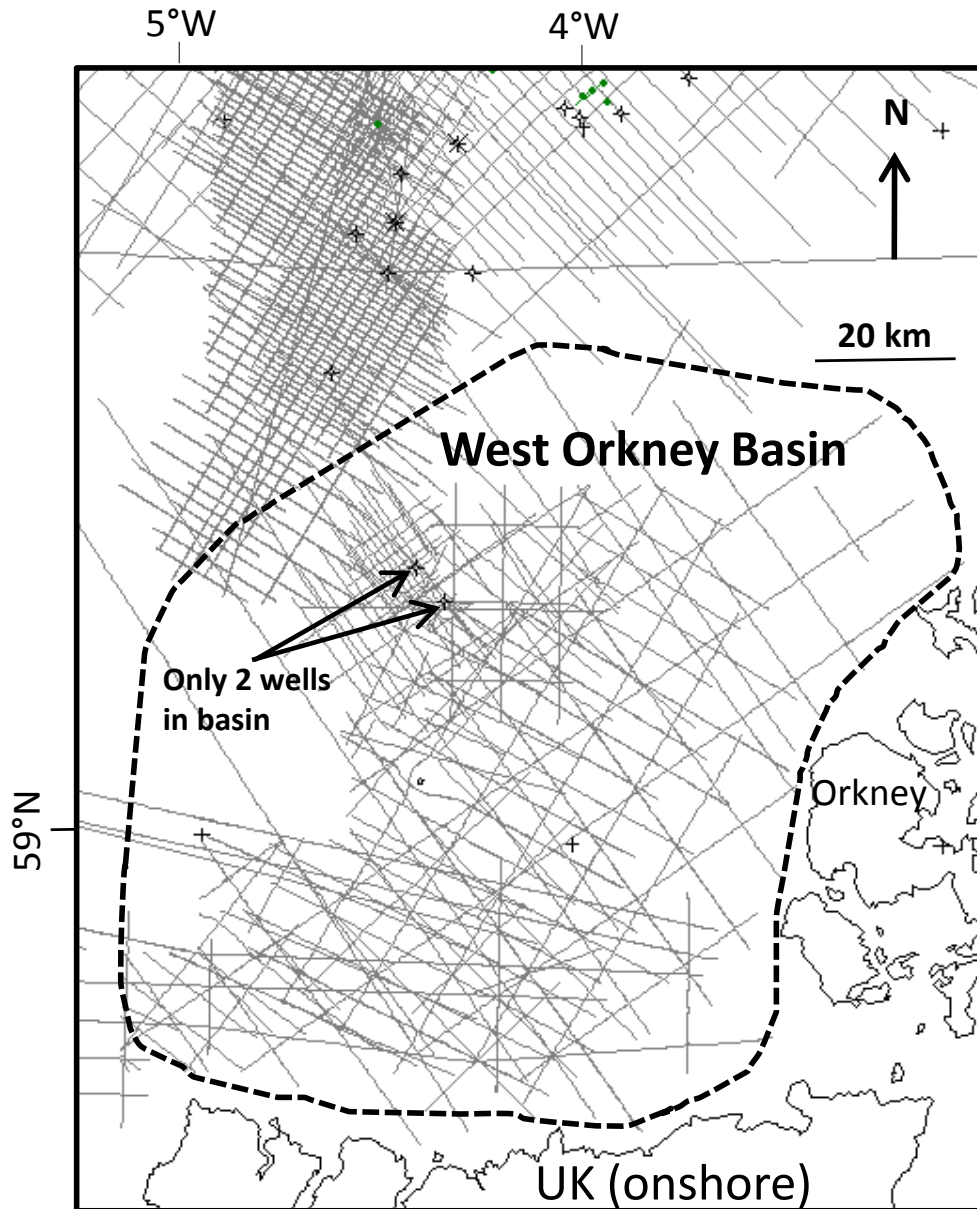 5°W
4°W
N
20 km
West Orkney Basin
Only 2 wells
in basin
Orkney
59°N
UK (onshore)